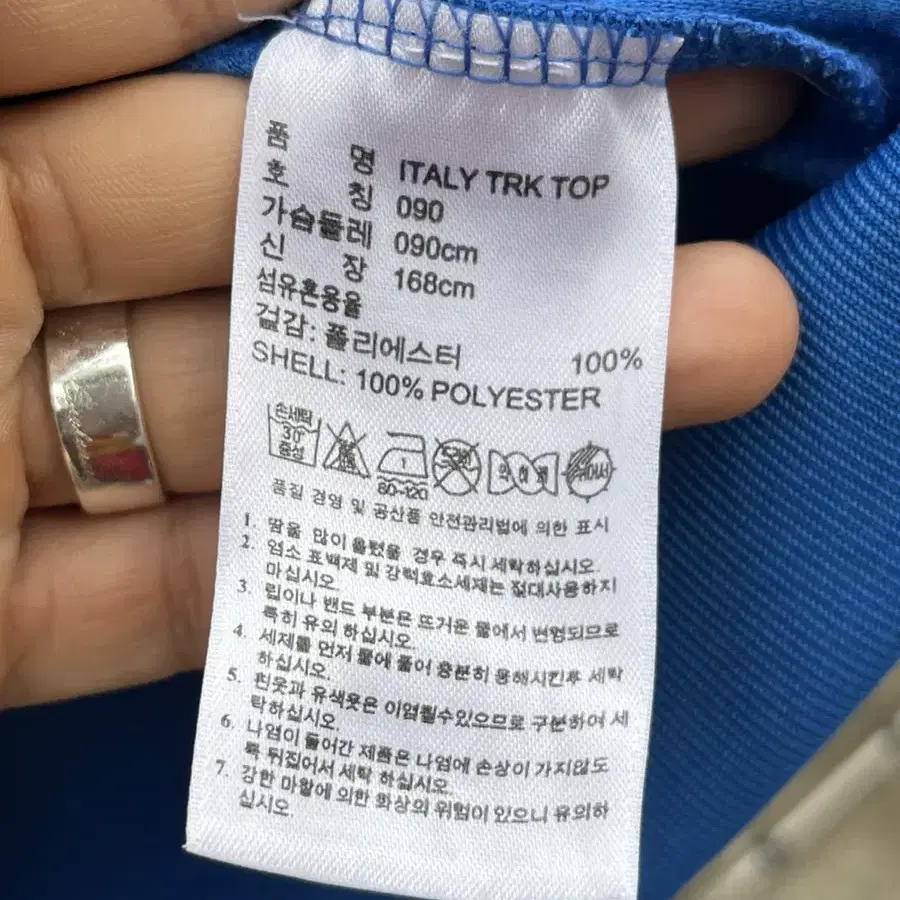 품 명 ITALY TRK TOP
호 칭 090
가슴둘레 090cm
신 장 168cm
섬유혼용율
겉감: 폴리에스터 100%
SHELL: 100% POLYESTER
손세탁
30°
중성
1
80~120
품질 경영 및 공산품 안전관리법에 의한 표시
1. 땀을 많이 흘렸을 경우 즉시 세탁하십시오.
2. 염소 표백제 및 강력효소세제는 절대사용하지
마십시오.
3. 립이나 밴드 부분은 뜨거운 물에서 변형되므로
특히 유의 하십시오.
4. 세제를 먼저 물에 풀어 충분히 용해시킨후 세탁
하십시오.
5. 흰옷과 유색옷은 이염될수있으므로 구분하여 세
탁하십시오.
6. 나염이 들어간 제품은 나염에 손상이 가지않도
록 뒤집어서 세탁 하십시오.
7. 강한 마찰에 의한 화상의 위험이 있으니 유의하
십시오.